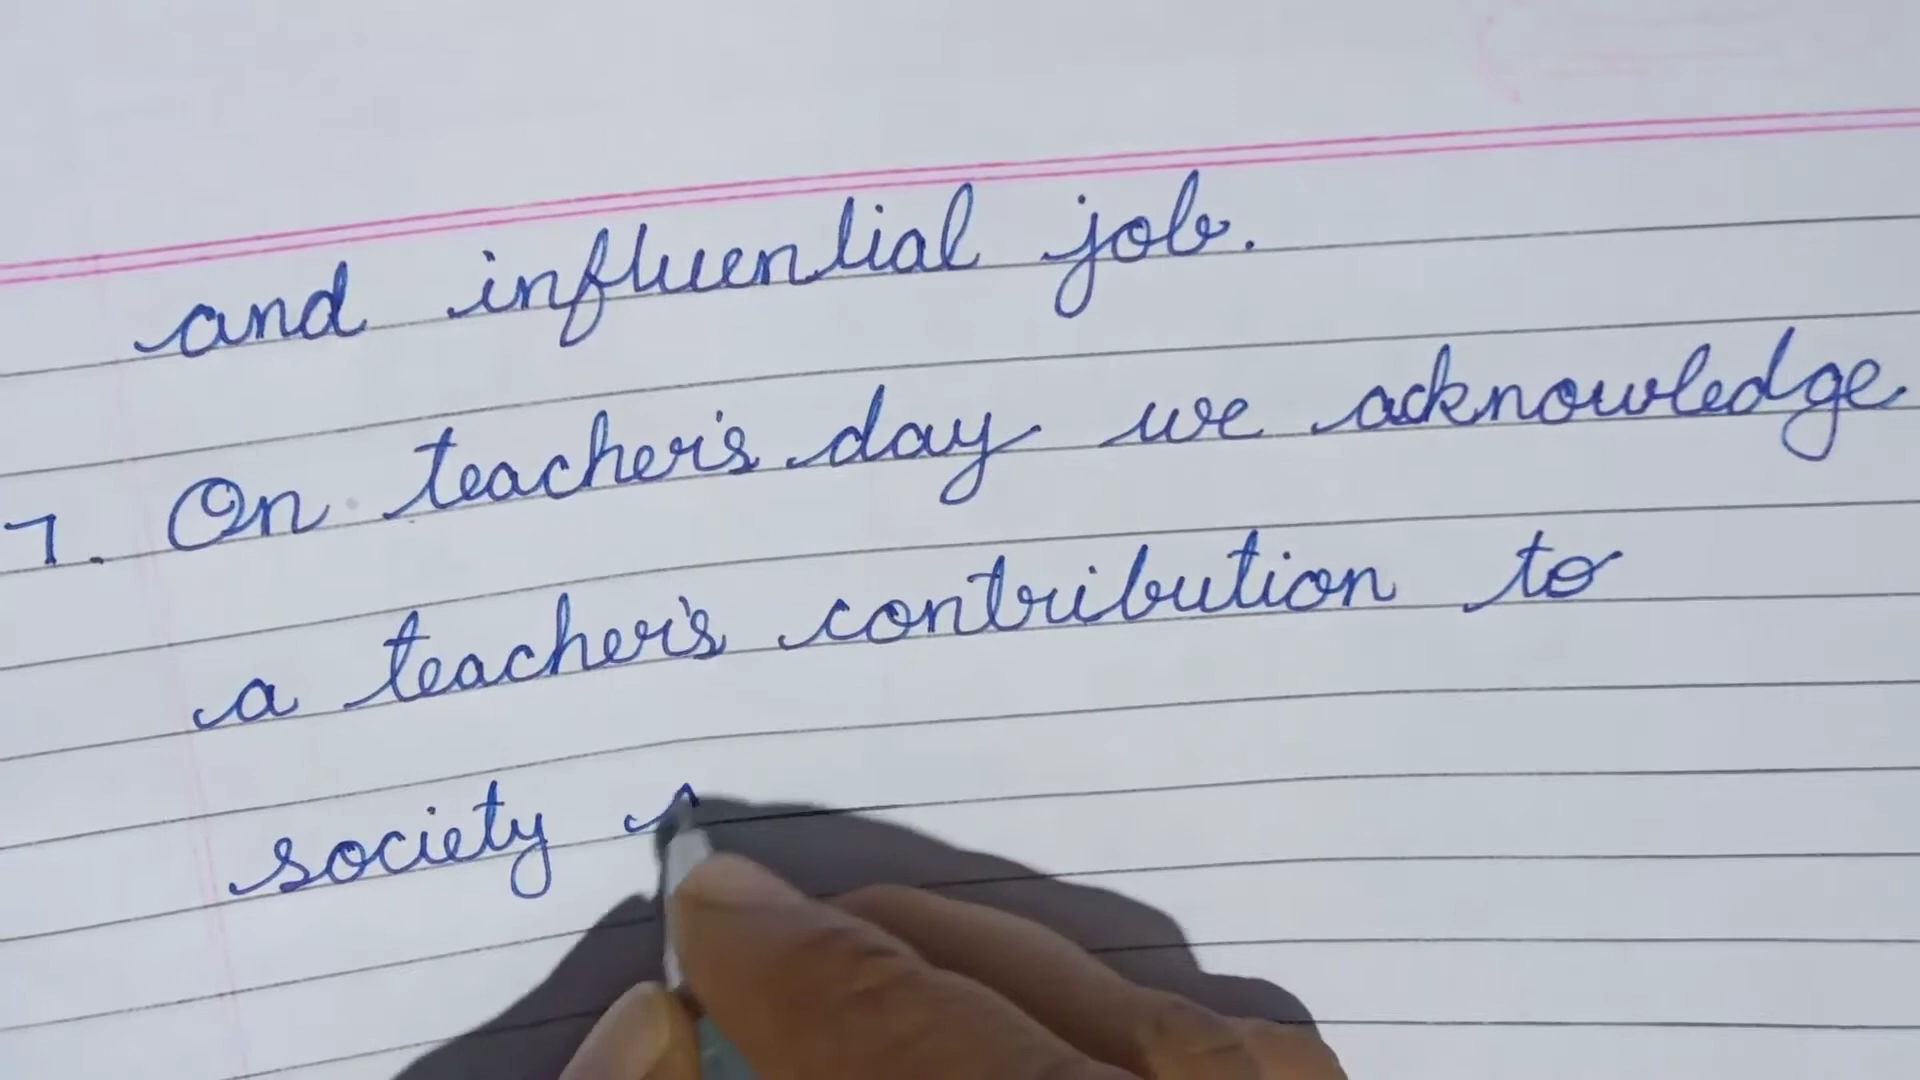 and influential job.
7. On teacher's day we acknowledge
a teacher's contribution to
society